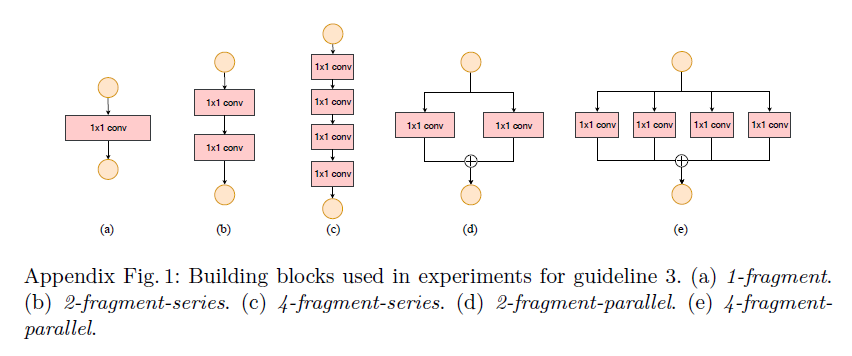 1x1 conv
1x1 conv
1x1 conv
1x1 conv
1x1 conv
1x1 conv
1x1 conv
1x1 conv
1x1 conv
1x1 conv
1x1 conv
1x1 conv
1x1 conv
(a)
(b)
(c)
(d)
(e)
Appendix Fig. 1: Building blocks used in experiments for guideline 3. (a) 1-fragment.
(b) 2-fragment-series. (c) 4-fragment-series. (d) 2-fragment-parallel. (e) 4-fragment-
parallel.